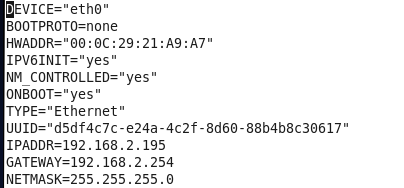 DEVICE="eth0"
BOOTPROTO=none
HWADDR="00:0C:29:21:A9:A7"
IPV6INIT="yes"
NM_CONTROLLED="yes"
ONBOOT="yes"
TYPE="Ethernet"
UUID="d5df4c7c-e24a-4c2f-8d60-88b4b8c30617"
IPADDR=192.168.2.195
GATEWAY=192.168.2.254
NETMASK=255.255.255.0